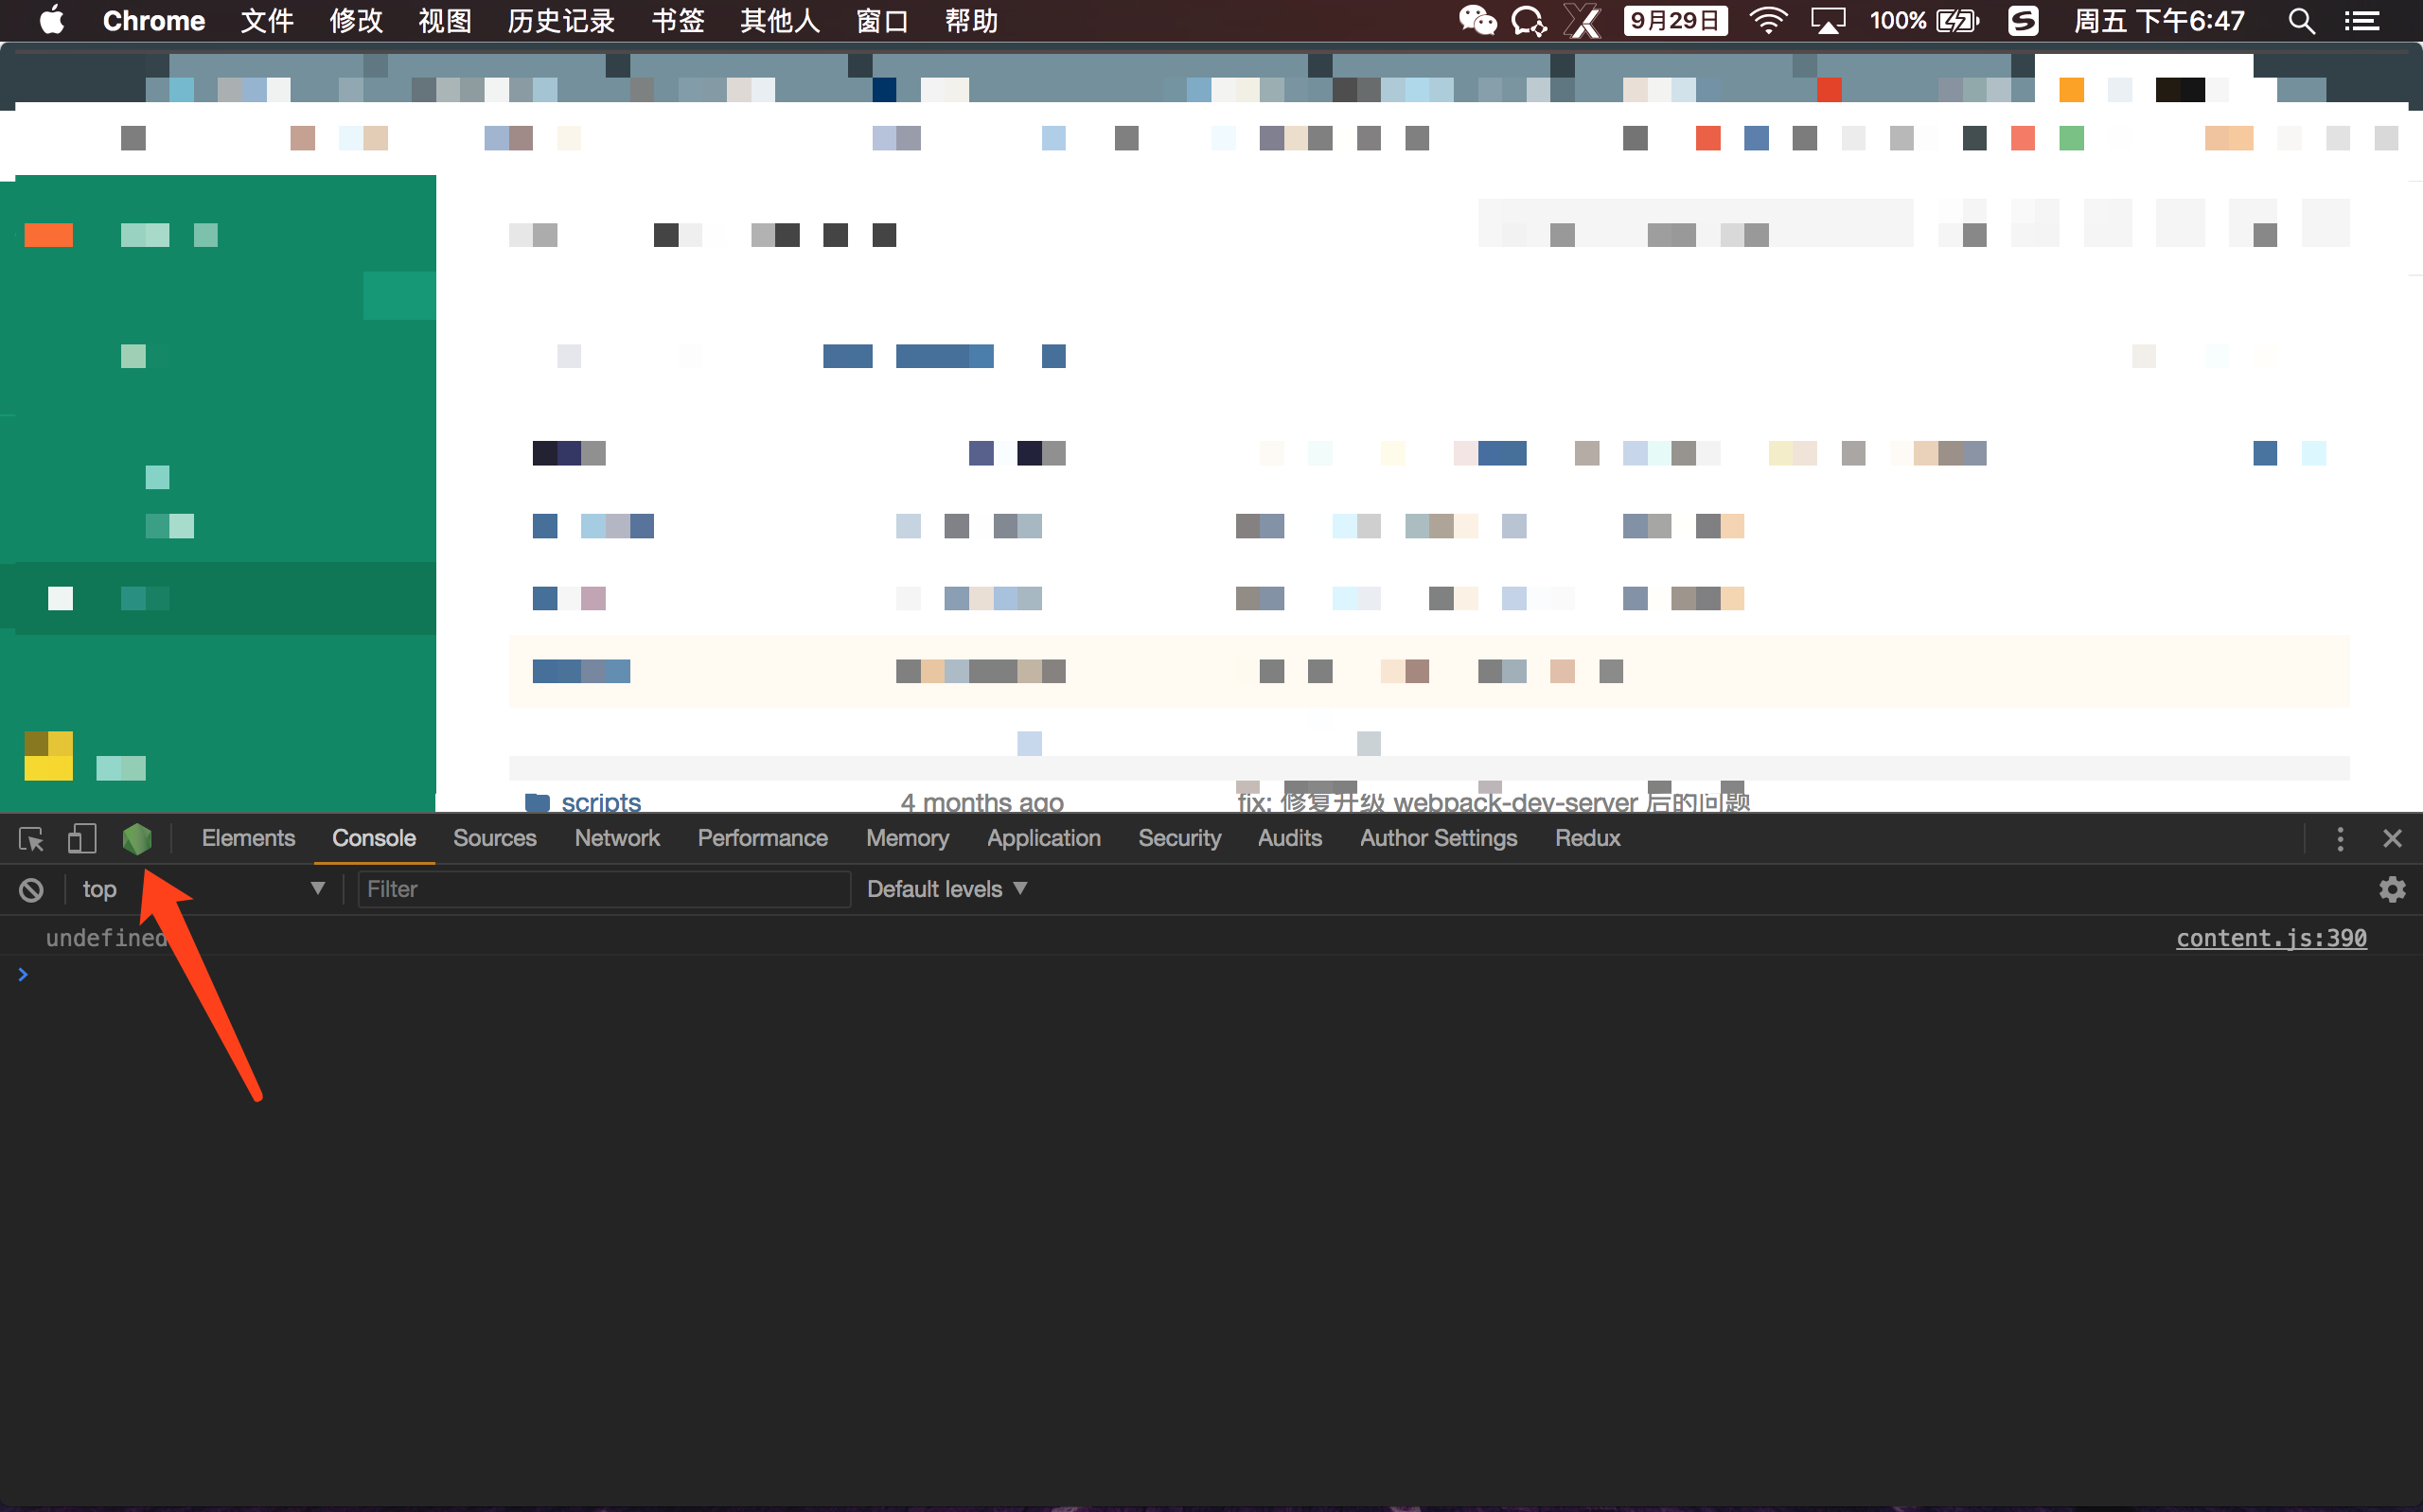 Chrome 文件 修改 视图 历史记录 书签 其他人 窗口 帮助 9月29日 100% 周五 下午6:47
scripts 4 months ago fix: 修复升级 webpack-dev-server 后的问题
Elements Console Sources Network Performance Memory Application Security Audits Author Settings Redux
top Filter Default levels
undefined content.js:390